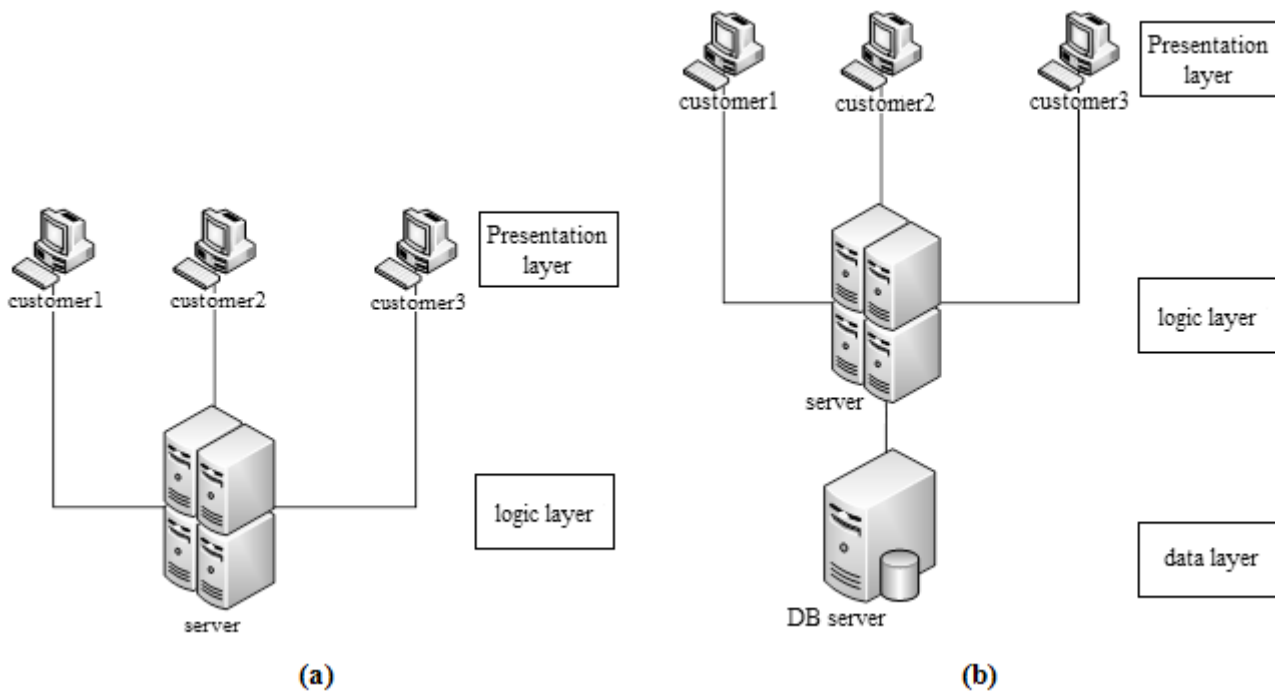 customer1
customer2
customer3
Presentation
layer
server
logic layer
(a)
customer1
customer2
customer3
Presentation
layer
server
logic layer
DB server
data layer
(b)